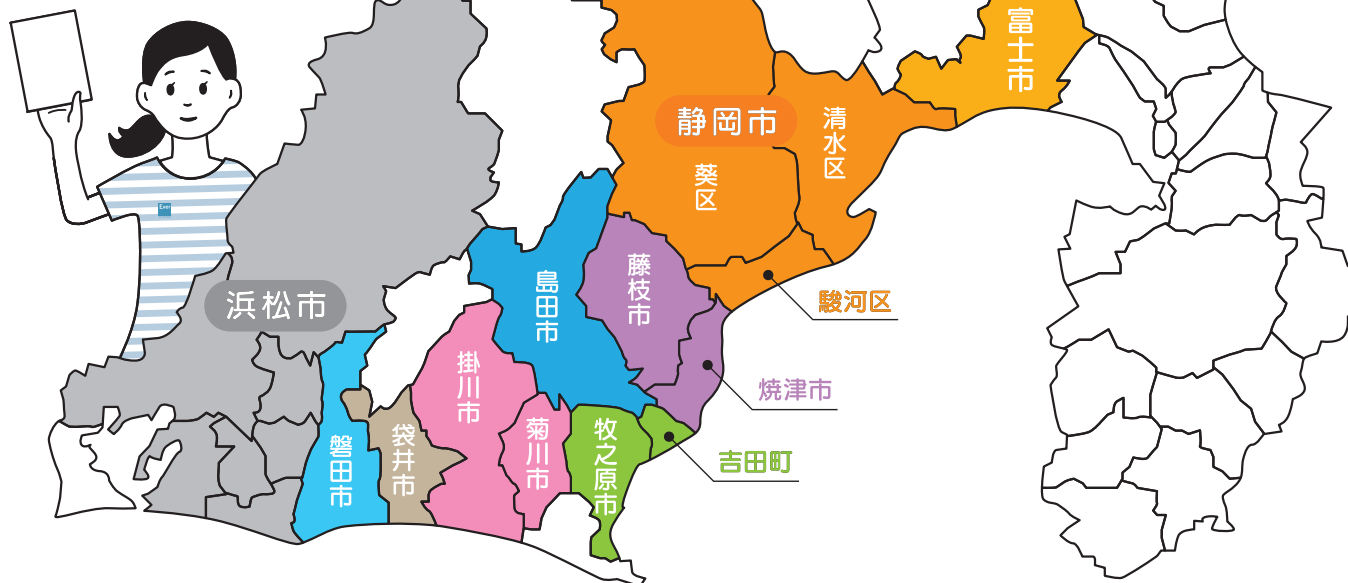 富士市
静岡市
清水区
葵区
藤枝市
島田市
駿河区
浜松市
掛川市
焼津市
菊川市
牧之原市
袋井市
磐田市
吉田町